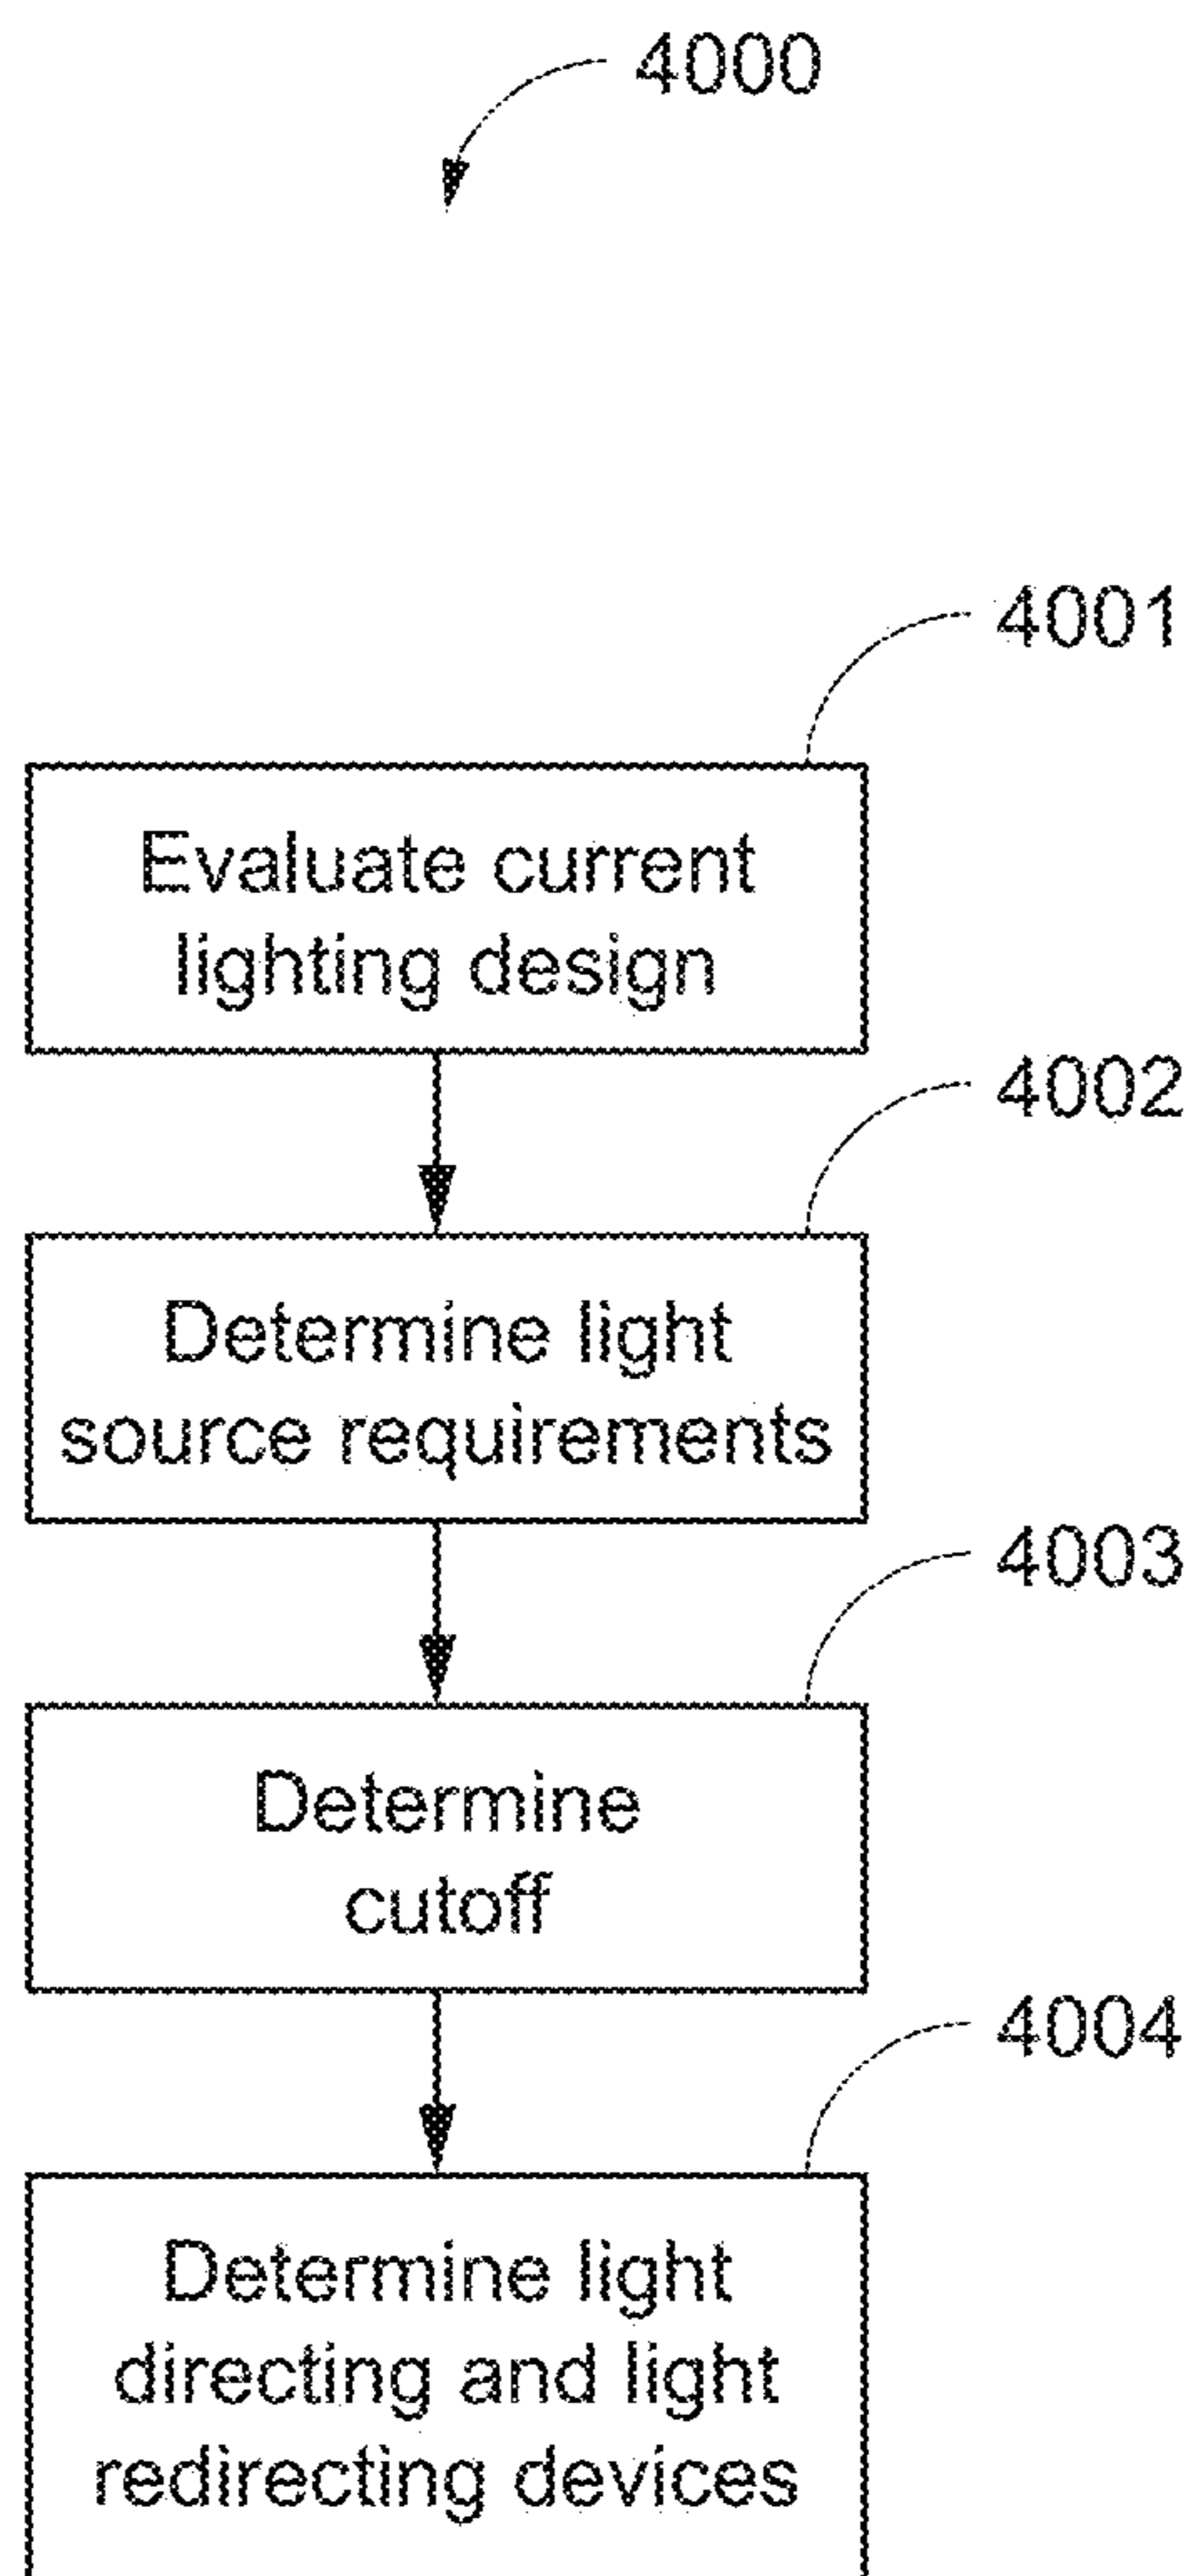 4000
4001
Evaluate current
lighting design
4002
Determine light
source requirements
4003
Determine
cutoff
4004
Determine light
directing and light
redirecting devices